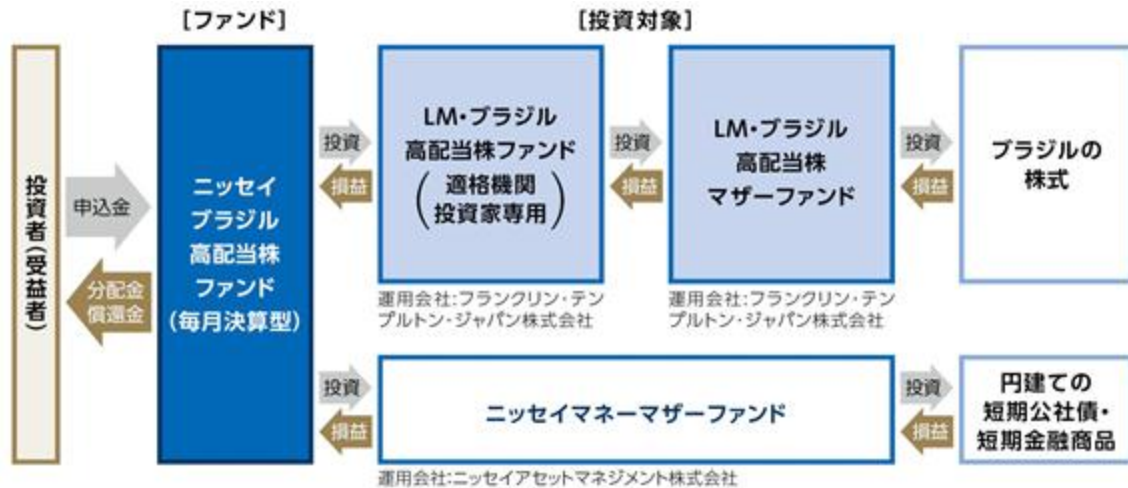 [ファンド]
[投資対象]
投資者(受益者)
申込金
分配金
償還金
ニッセイ
ブラジル
高配当株
ファンド
(毎月決算型)
投資
損益
LM・ブラジル
高配当株ファンド
(適格機関
投資家専用)
運用会社:フランクリン・テン
プルトン・ジャパン株式会社
投資
損益
LM・ブラジル
高配当株
マザーファンド
運用会社:フランクリン・テン
プルトン・ジャパン株式会社
投資
損益
ブラジルの
株式
投資
損益
ニッセイマネーマザーファンド
運用会社:ニッセイアセットマネジメント株式会社
投資
損益
円建ての
短期公社債・
短期金融商品